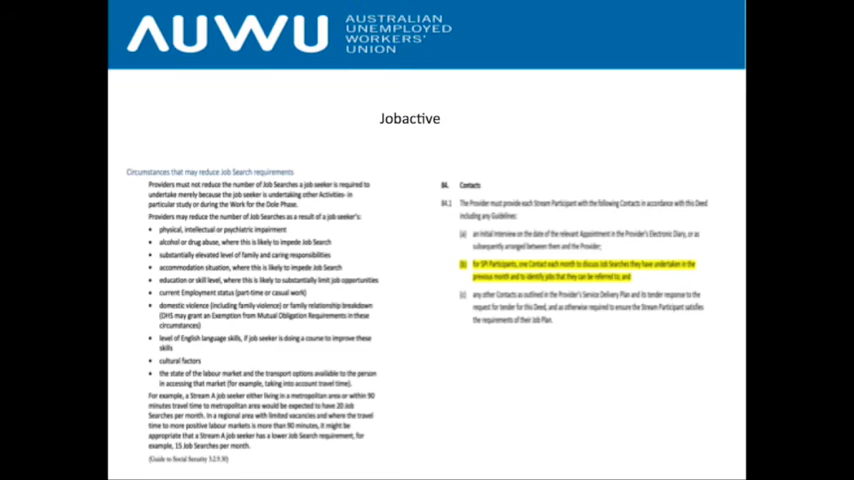 AUWU
AUSTRALIAN
UNEMPLOYED
WORKERS'
UNION
Jobactive
Circumstances that may reduce Job Search requirements
Providers must not reduce the number of Job Searches a job seeker is required to
undertake merely because the job seeker is undertaking other Activities- in
particular study or during the Work for the Dole Phase.
Providers may reduce the number of Job Searches as a result of a job seeker's:
• physical, intellectual or psychiatric impairment
• alcohol or drug abuse, where this is likely to impede Job Search
• substantially elevated level of family and caring responsibilities
• accommodation situation, where this is likely to impede Job Search
• education or skill level, where this is likely to substantially limit job opportunities
• current Employment status (part-time or casual work)
• domestic violence (including family violence) or family relationship breakdown
(DHS may grant an Exemption from Mutual Obligation Requirements in these
circumstances)
• level of English language skills, if job seeker is doing a course to improve these
skills
• cultural factors
• the state of the labour market and the transport options available to the person
in accessing that market (for example, taking into account travel time).
For example, a Stream A job seeker either living in a metropolitan area or within 90
minutes travel time to metropolitan area would be expected to have 20 Job
Searches per month. In a regional area with limited vacancies and where the travel
time to more positive labour markets is more than 90 minutes, it might be
appropriate that a Stream A job seeker has a lower Job Search requirement, for
example, 15 Job Searches per month.
(Guide to Social Security 3.2.9.30)
84. Contacts
84.1 The Provider must provide each Stream Participant with the following Contacts in accordance with this Deed
including any Guidelines:
(a) an Initial Interview on the date of the relevant Appointment in the Provider's Electronic Diary, or as
subsequently arranged between them and the Provider;
(b) for SPI Participants, one Contact each month to discuss Job Searches they have undertaken in the
previous month and to identify jobs that they can be referred to; and
(c) any other Contacts as outlined in the Provider's Service Delivery Plan and its tender response to the
request for tender for this Deed, and as otherwise required to ensure the Stream Participant satisfies
the requirements of their Job Plan.